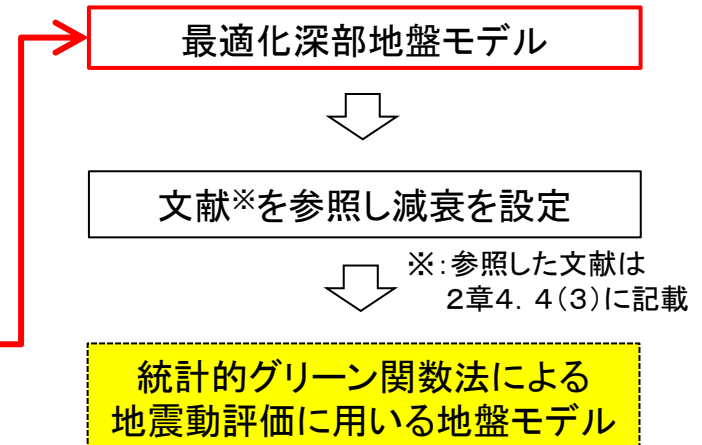 最適化深部地盤モデル
文献※を参照し減衰を設定
※:参照した文献は
2章4.4(3)に記載
統計的グリーン関数法による
地震動評価に用いる地盤モデル